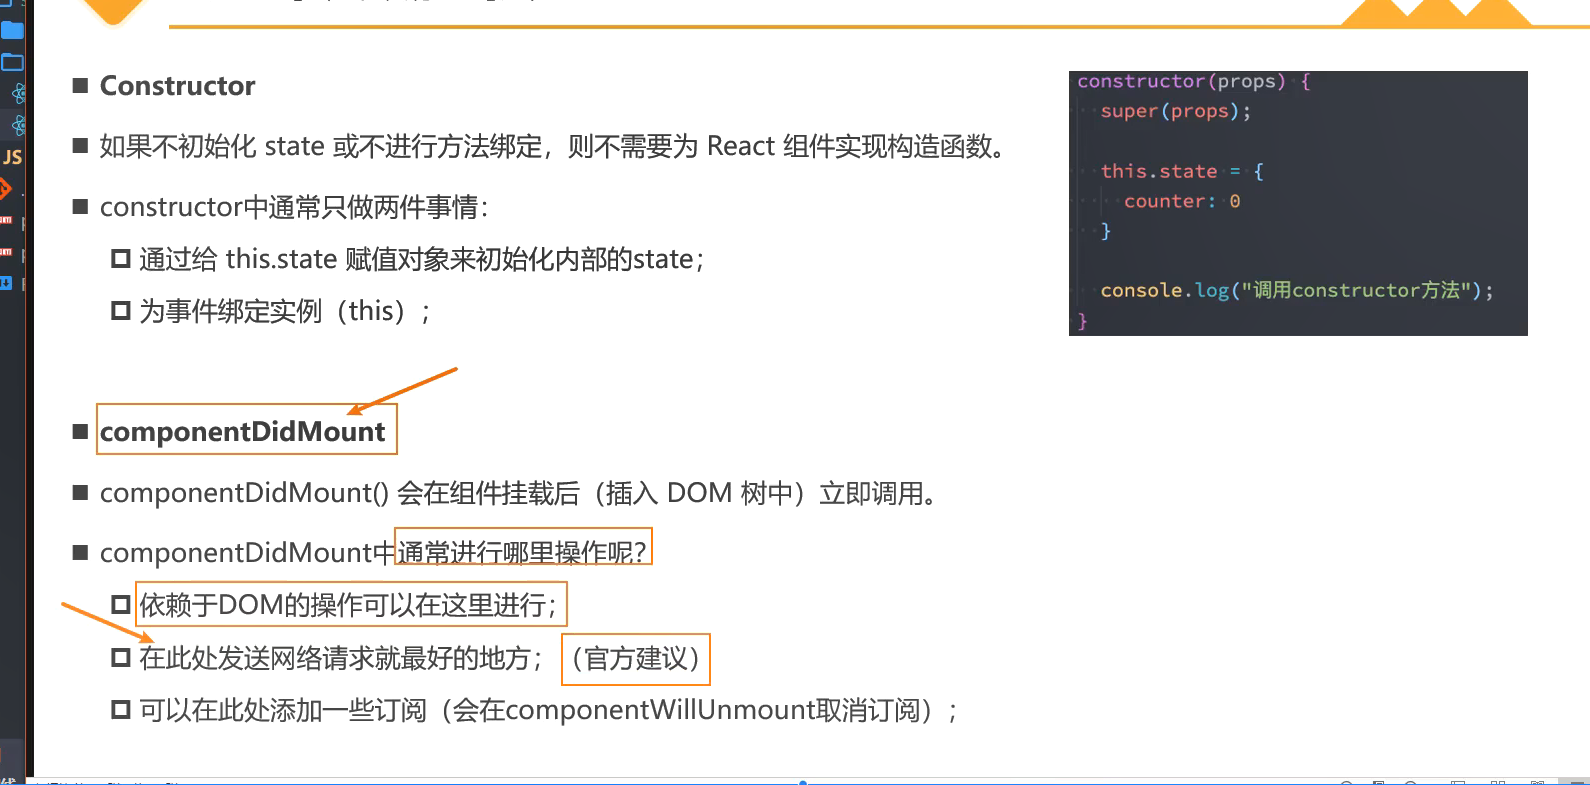 Constructor
如果不初始化 state 或不进行方法绑定，则不需要为 React 组件实现构造函数。
constructor中通常只做两件事情：
通过给 this.state 赋值对象来初始化内部的state；
为事件绑定实例（this）；
constructor(props) {
super(props);
this.state = {
counter: 0
}
console.log("调用constructor方法");
}
componentDidMount
componentDidMount() 会在组件挂载后（插入 DOM 树中）立即调用。
componentDidMount中通常进行哪里操作呢？
依赖于DOM的操作可以在这里进行；
在此处发送网络请求就最好的地方；（官方建议）
可以在此处添加一些订阅（会在componentWillUnmount取消订阅）；
JS